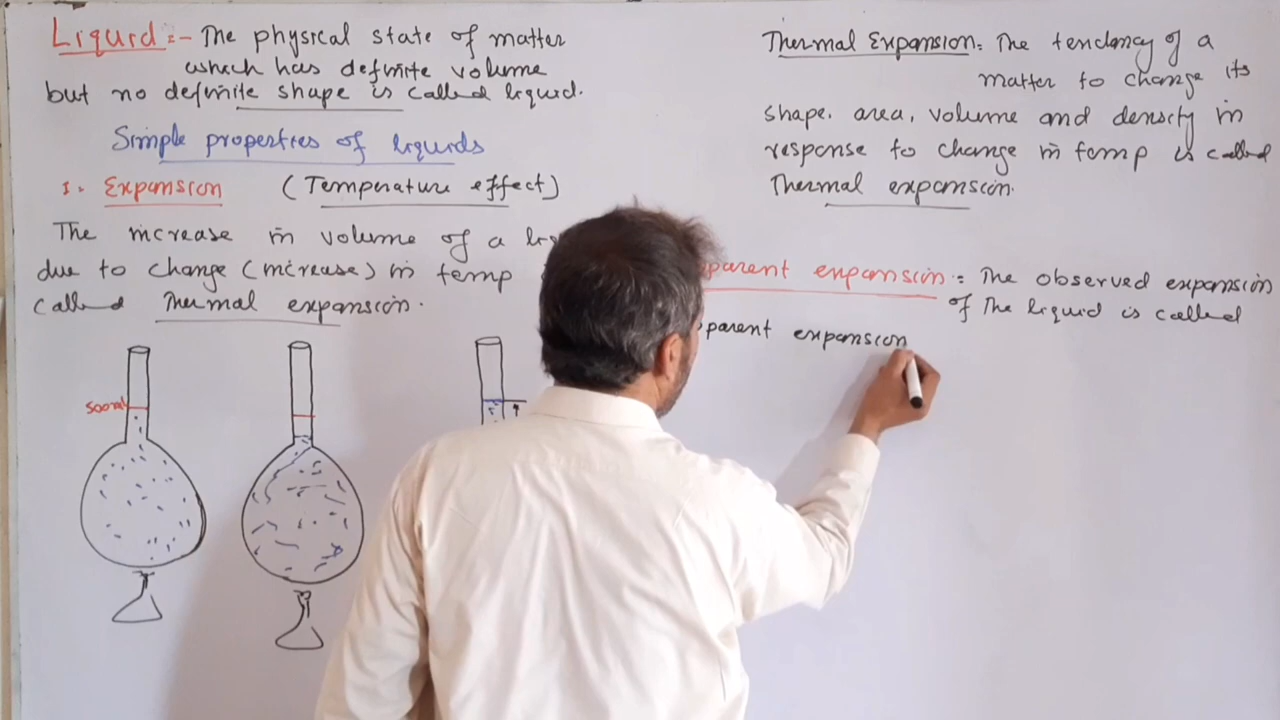 Liquid:- The physical state of matter
which has definite volume
but no definite shape is called liquid.
Simple properties of liquids
1. Expansion (Temperature effect)
The increase in volume of a
due to change (increase) in temp
called Thermal expansion.
500ml
Thermal Expansion: The tendancy of a
matter to change its
shape, area, volume and density in
response to change in temp is called
Thermal expansion.
parent expansion: The observed expansion
of The liquid is called
parent expansion